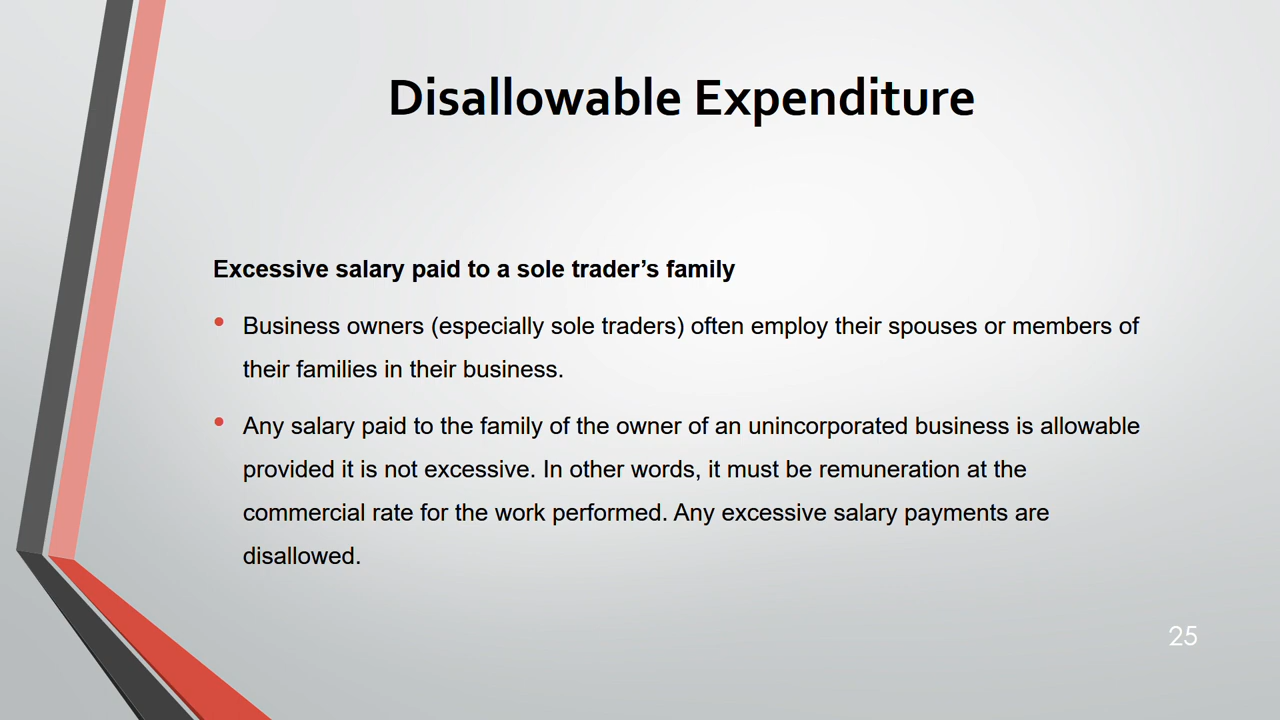 Disallowable Expenditure
Excessive salary paid to a sole trader’s family
• Business owners (especially sole traders) often employ their spouses or members of
their families in their business.
• Any salary paid to the family of the owner of an unincorporated business is allowable
provided it is not excessive. In other words, it must be remuneration at the
commercial rate for the work performed. Any excessive salary payments are
disallowed.
25